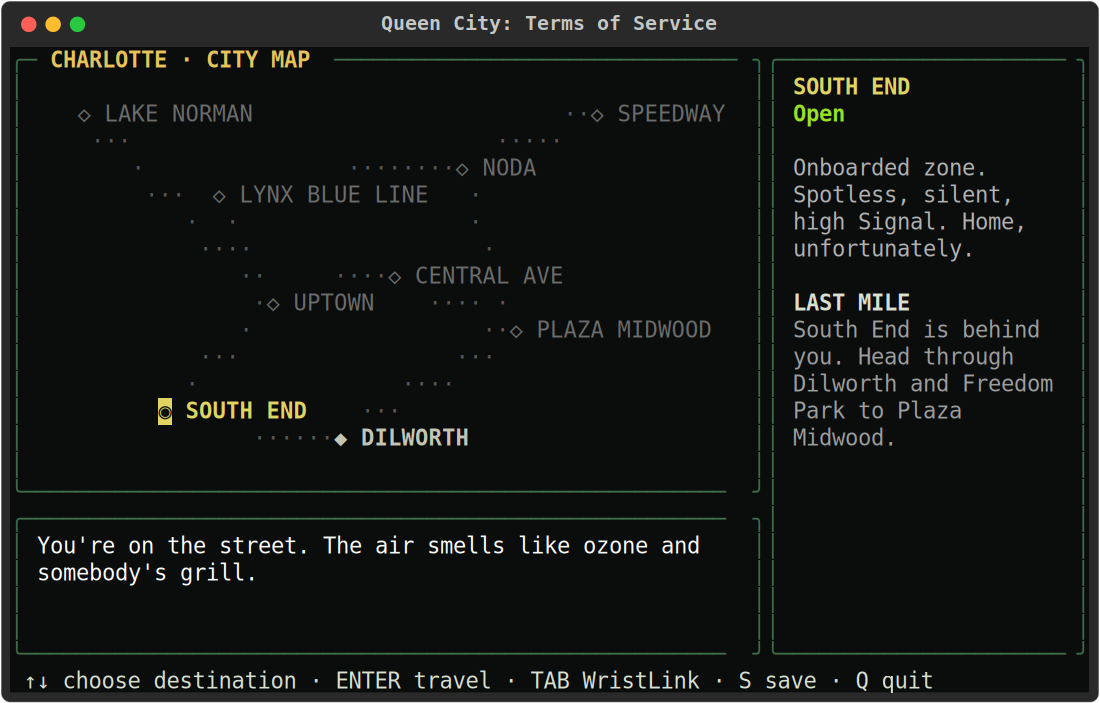 Queen City: Terms of Service
CHARLOTTE · CITY MAP
◇ LAKE NORMAN
◇ SPEEDWAY
◇ NODA
◇ LYNX BLUE LINE
◇ CENTRAL AVE
◇ UPTOWN
◇ PLAZA MIDWOOD
◉ SOUTH END
◆ DILWORTH
You're on the street. The air smells like ozone and
somebody's grill.
SOUTH END
Open
Onboarded zone.
Spotless, silent,
high Signal. Home,
unfortunately.
LAST MILE
South End is behind
you. Head through
Dilworth and Freedom
Park to Plaza
Midwood.
↑↓ choose destination · ENTER travel · TAB WristLink · S save · Q quit